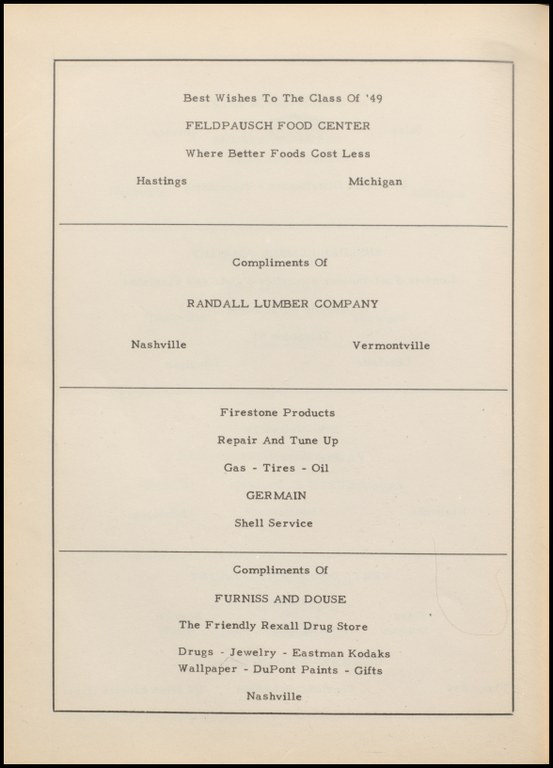 Best Wishes To The Class Of '49
FELDPAUSCH FOOD CENTER
Where Better Foods Cost Less
Hastings Michigan
Compliments Of
RANDALL LUMBER COMPANY
Nashville Vermontville
Firestone Products
Repair And Tune Up
Gas - Tires - Oil
GERMAIN
Shell Service
Compliments Of
FURNISS AND DOUSE
The Friendly Rexall Drug Store
Drugs - Jewelry - Eastman Kodaks
Wallpaper - DuPont Paints - Gifts
Nashville